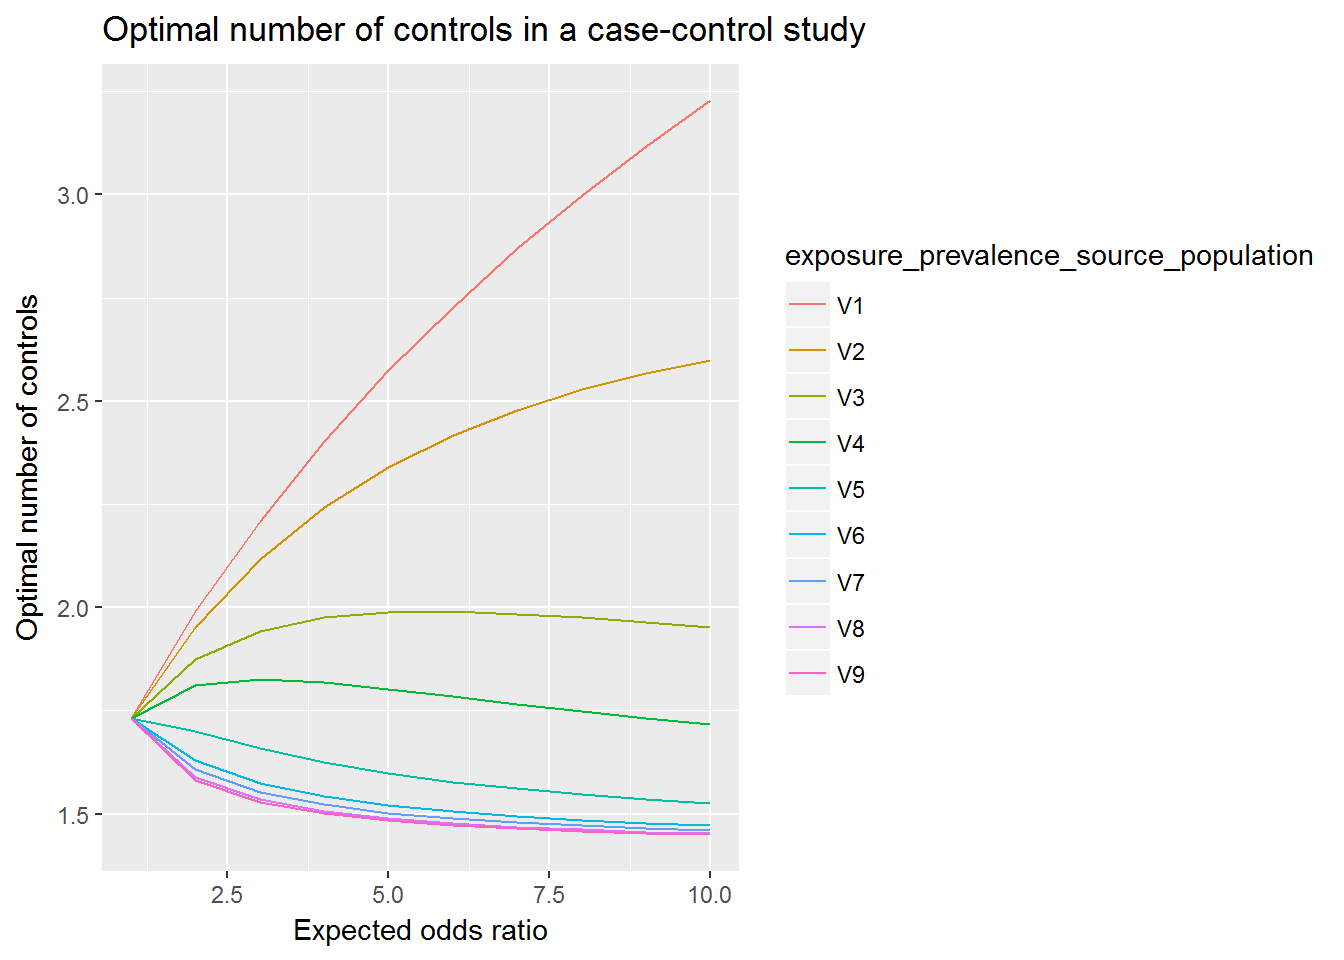 Optimal number of controls in a case-control study
Optimal number of controls
3.0
2.5
2.0
1.5
2.5
5.0
7.5
10.0
Expected odds ratio
exposure_prevalence_source_population
V1
V2
V3
V4
V5
V6
V7
V8
V9